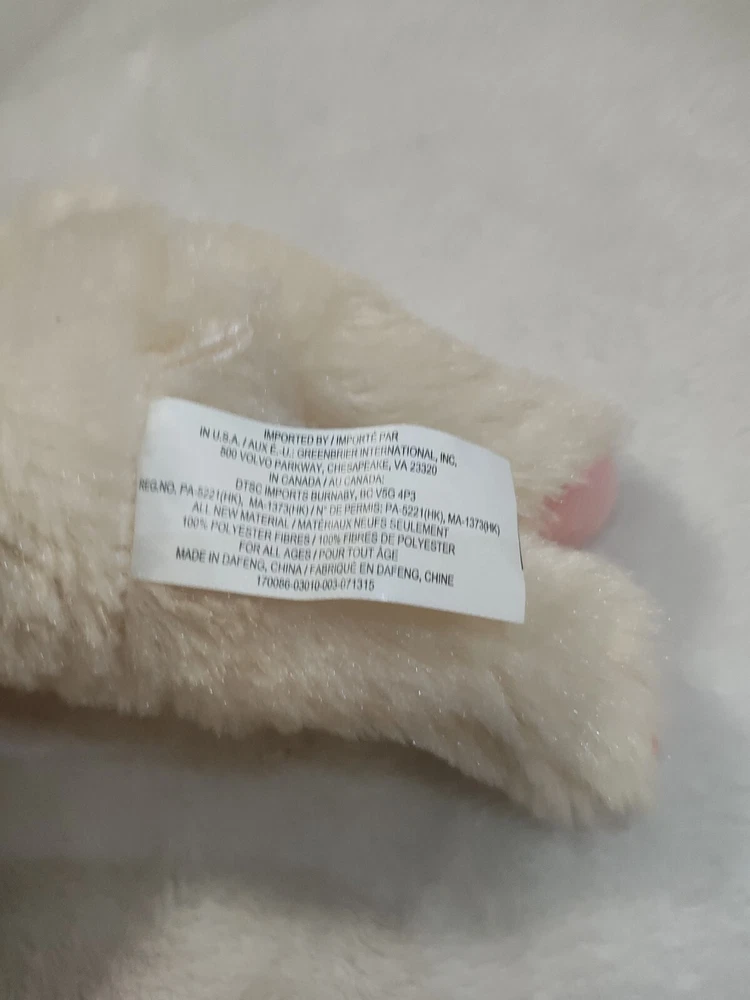 IMPORTED BY / IMPORTÉ PAR
IN U.S.A. / AUX É.-U.: GREENBRIER INTERNATIONAL, INC.
500 VOLVO PARKWAY, CHESAPEAKE, VA 23320
IN CANADA / AU CANADA:
DTSC IMPORTS BURNABY, BC V5G 4P3
REG.NO. PA-5221(HK), MA-1373(HK) / N° DE PERMIS: PA-5221(HK), MA-1373(HK)
ALL NEW MATERIAL / MATÉRIAUX NEUFS SEULEMENT
100% POLYESTER FIBRES / 100% FIBRES DE POLYESTER
FOR ALL AGES / POUR TOUT ÂGE
MADE IN DAFENG, CHINA / FABRIQUÉ EN DAFENG, CHINE
170086-03010-003-071315